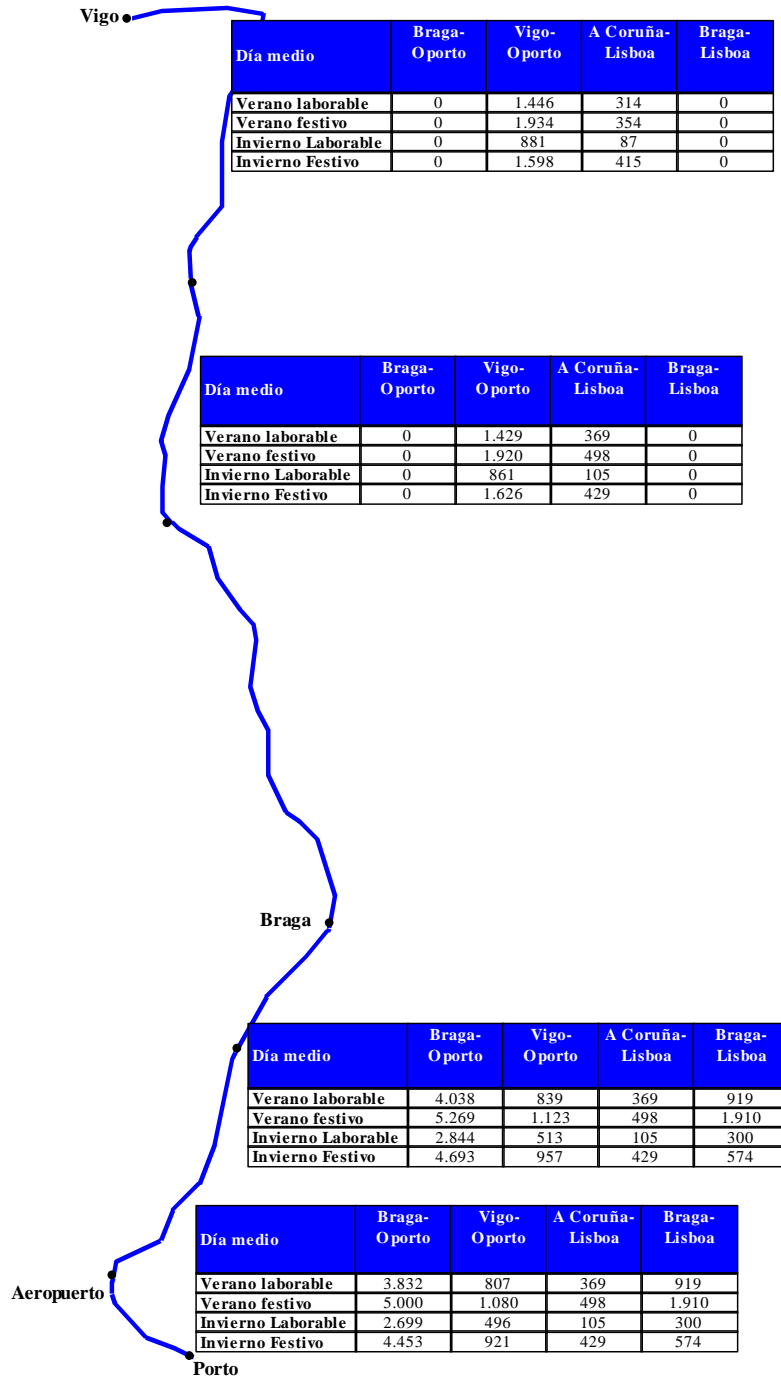 Vigo
Día medio Braga-Oporto Vigo-Oporto A Coruña-Lisboa Braga-Lisboa
Verano laborable 0 1.446 314 0
Verano festivo 0 1.934 354 0
Invierno Laborable 0 881 87 0
Invierno Festivo 0 1.598 415 0
Día medio Braga-Oporto Vigo-Oporto A Coruña-Lisboa Braga-Lisboa
Verano laborable 0 1.429 369 0
Verano festivo 0 1.920 498 0
Invierno Laborable 0 861 105 0
Invierno Festivo 0 1.626 429 0
Braga
Día medio Braga-Oporto Vigo-Oporto A Coruña-Lisboa Braga-Lisboa
Verano laborable 4.038 839 369 919
Verano festivo 5.269 1.123 498 1.910
Invierno Laborable 2.844 513 105 300
Invierno Festivo 4.693 957 429 574
Día medio Braga-Oporto Vigo-Oporto A Coruña-Lisboa Braga-Lisboa
Verano laborable 3.832 807 369 919
Verano festivo 5.000 1.080 498 1.910
Invierno Laborable 2.699 496 105 300
Invierno Festivo 4.453 921 429 574
Aeropuerto
Porto